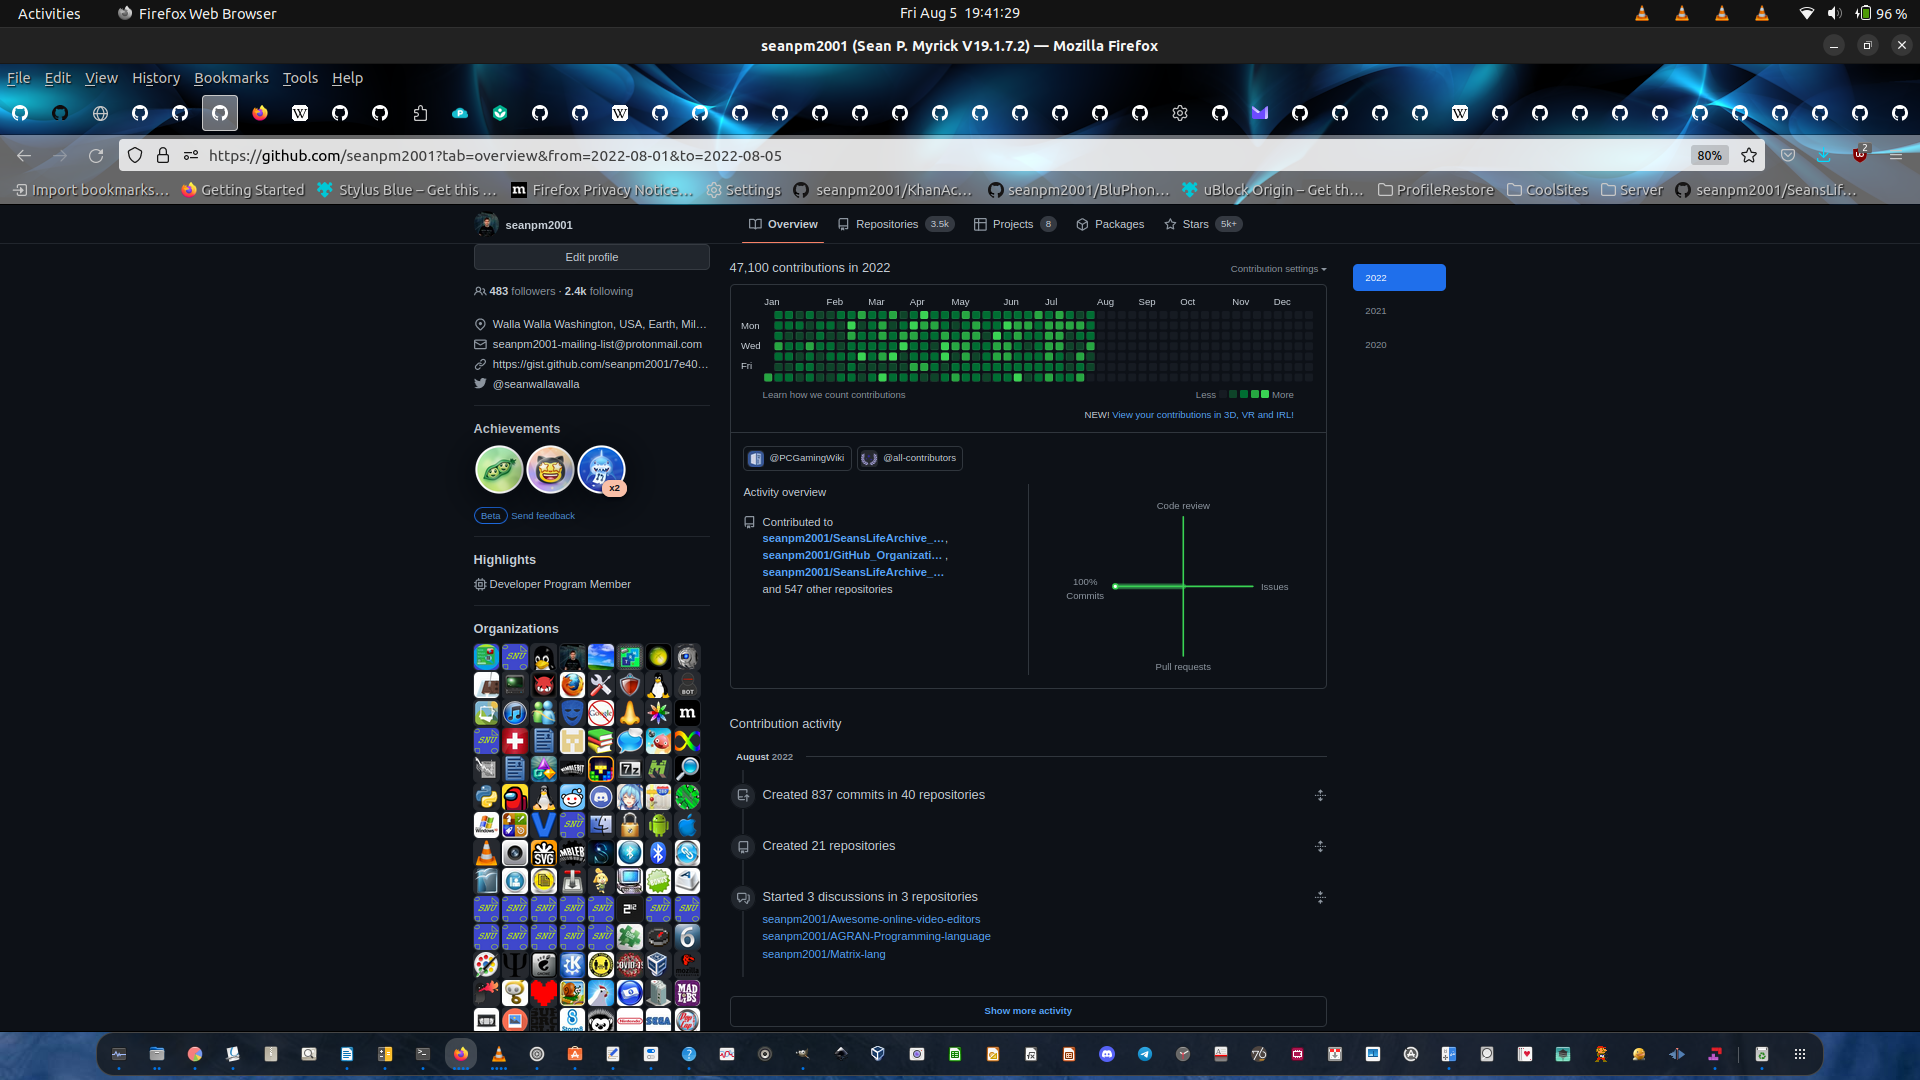 Activities
Firefox Web Browser
Fri Aug 5 19:41:29
96 %
seanpm2001 (Sean P. Myrick V19.1.7.2) — Mozilla Firefox
File Edit View History Bookmarks Tools Help
https://github.com/seanpm2001?tab=overview&from=2022-08-01&to=2022-08-05
80%
2
Import bookmarks…
Getting Started
Stylus Blue – Get this …
Firefox Privacy Notice…
Settings
seanpm2001/KhanAc…
seanpm2001/BluPhon…
uBlock Origin – Get th…
ProfileRestore
CoolSites
Server
seanpm2001/SeansLif…
seanpm2001
Overview
Repositories 3.5k
Projects 8
Packages
Stars 5k+
Edit profile
483 followers · 2.4k following
Walla Walla Washington, USA, Earth, Mil…
seanpm2001-mailing-list@protonmail.com
https://gist.github.com/seanpm2001/7e40…
@seanwallawalla
Achievements
x2
Beta Send feedback
Highlights
Developer Program Member
Organizations
47,100 contributions in 2022
Contribution settings
2022
2021
2020
Jan Feb Mar Apr May Jun Jul Aug Sep Oct Nov Dec
Mon
Wed
Fri
Learn how we count contributions
Less More
NEW! View your contributions in 3D, VR and IRL!
@PCGamingWiki
@all-contributors
Activity overview
Contributed to
seanpm2001/SeansLifeArchive_…,
seanpm2001/GitHub_Organizati… ,
seanpm2001/SeansLifeArchive_…
and 547 other repositories
Code review
100%
Commits
Issues
Pull requests
Contribution activity
August 2022
Created 837 commits in 40 repositories
Created 21 repositories
Started 3 discussions in 3 repositories
seanpm2001/Awesome-online-video-editors
seanpm2001/AGRAN-Programming-language
seanpm2001/Matrix-lang
Show more activity